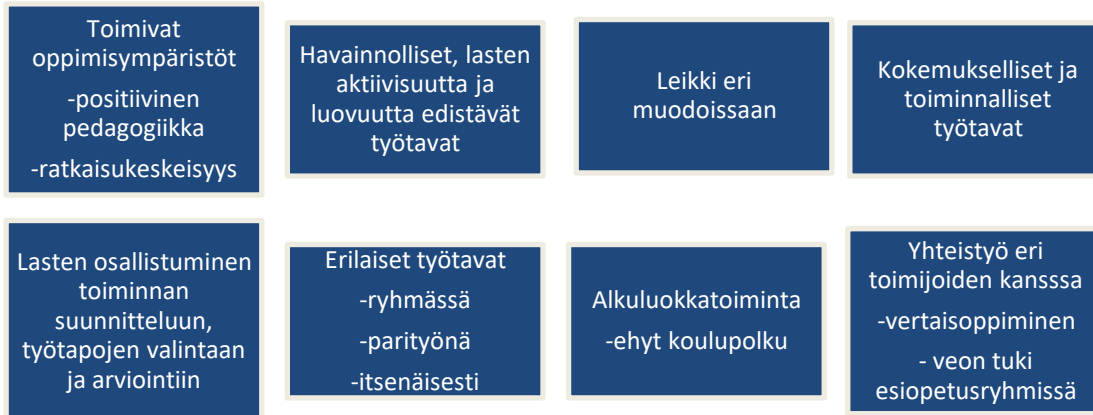 Toimivat
oppimisympäristöt
-positiivinen
pedagogiikka
-ratkaisukeskeisyys
Havainnolliset, lasten
aktiivisuutta ja
luovuutta edistävät
työtavat
Leikki eri
muodoissaan
Kokemukselliset ja
toiminnalliset
työtavat
Lasten osallistuminen
toiminnan
suunnitteluun,
työtapojen valintaan
ja arviointiin
Erilaiset työtavat
-ryhmässä
-parityönä
-itsenäisesti
Alkuluokkatoiminta
-ehyt koulupolku
Yhteistyö eri
toimijoiden kansssa
-vertaisoppiminen
- veon tuki
esiopetusryhmissä